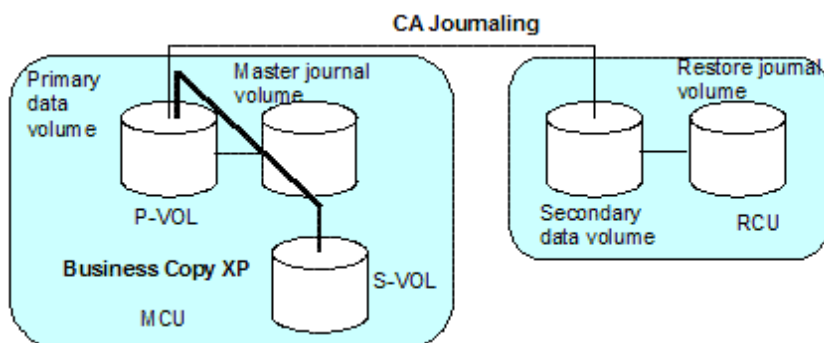 CA Journaling
Primary
data
volume
Master journal
volume
P-VOL
Business Copy XP
S-VOL
MCU
Restore journal
volume
Secondary
data volume
RCU